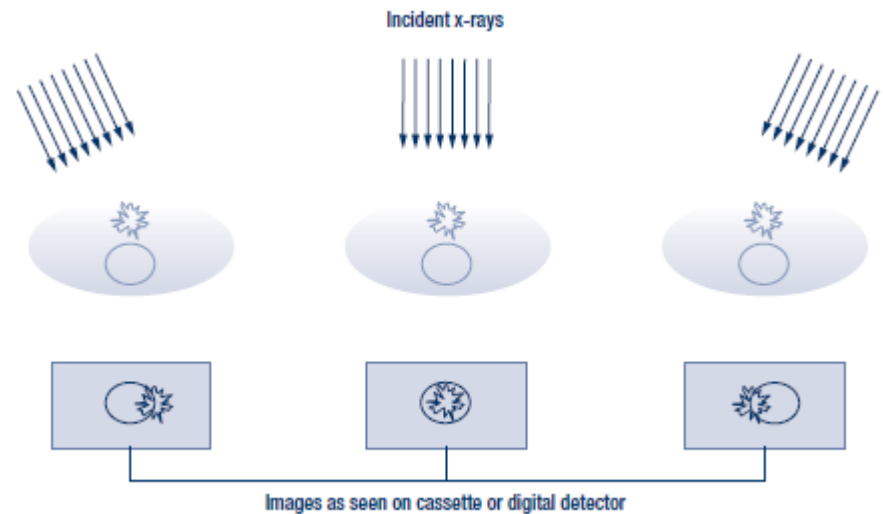 Incident x-rays
Images as seen on cassette or digital detector